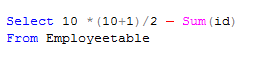 Select 10 *(10+1)/2 – Sum(id)
From Employeetable